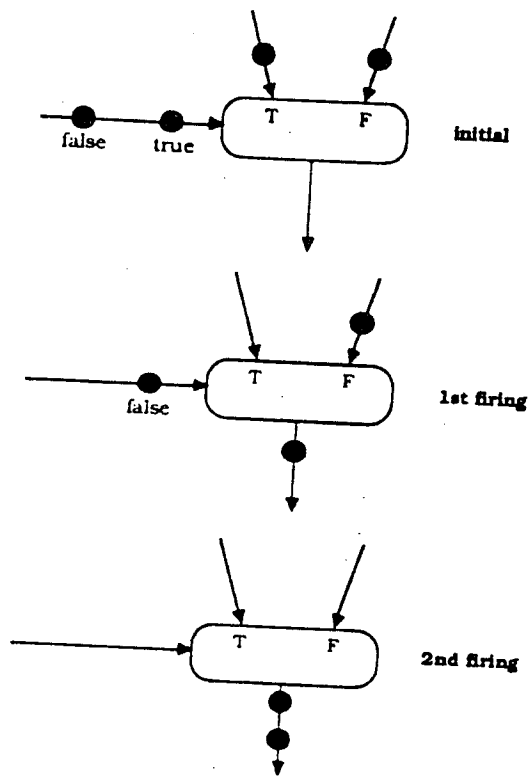 T F
initial
false true
T F
1st firing
false
T F
2nd firing